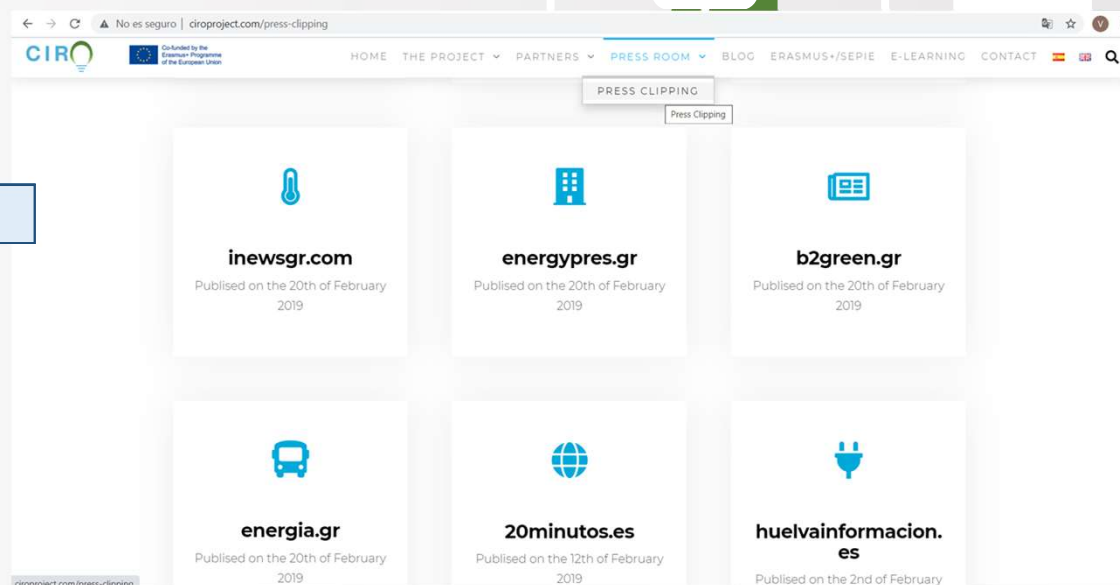 No es seguro | ciroproject.com/press-clipping
V
CIRO
Co-funded by the
Erasmus+ Programme
of the European Union
HOME THE PROJECT PARTNERS PRESS ROOM BLOG ERASMUS+/SEPIE E-LEARNING CONTACT
PRESS CLIPPING
Press Clipping
inewsgr.com
Publised on the 20th of February
2019
energypres.gr
Publised on the 20th of February
2019
b2green.gr
Publised on the 20th of February
2019
energia.gr
Publised on the 20th of February
2019
20minutos.es
Publised on the 12th of February
2019
huelvainformacion.
es
Publised on the 2nd of February
ciroproject.com/press-clipping